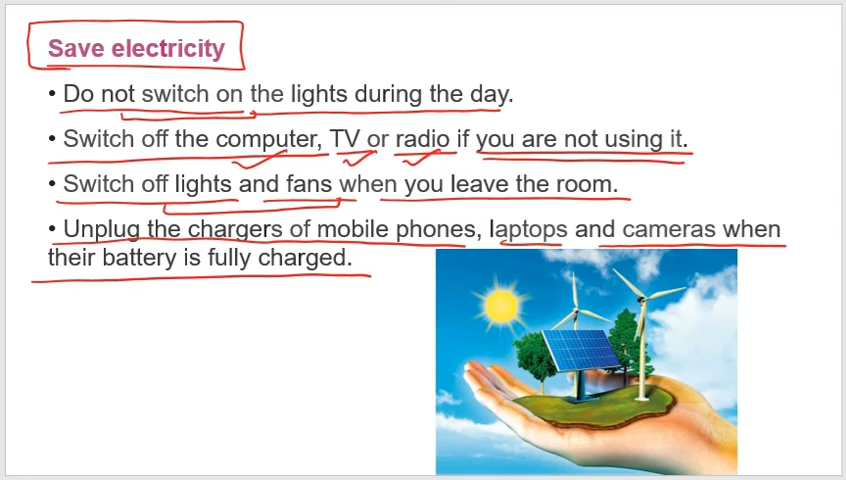 Save electricity
• Do not switch on the lights during the day.
• Switch off the computer, TV or radio if you are not using it.
• Switch off lights and fans when you leave the room.
• Unplug the chargers of mobile phones, laptops and cameras when
their battery is fully charged.